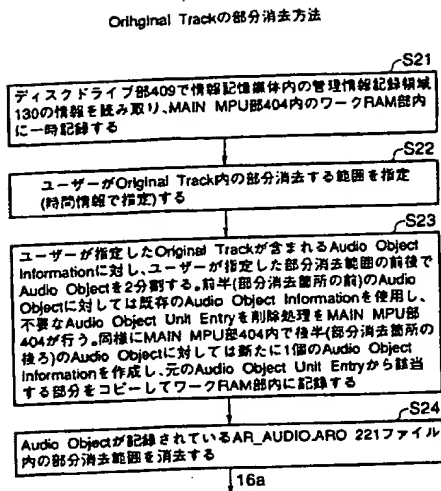 Orihginal Trackの部分消去方法
S21
ディスクドライブ部409で情報記憶媒体内の管理情報記録領域
130の情報を読み取り、MAIN MPU部404内のワークRAM部内
に一時記録する
S22
ユーザーがOriginal Track内の部分消去する範囲を指定
(時間情報で指定)する
S23
ユーザーが指定したOriginal Trackが含まれるAudio Object
Informationに対し、ユーザーが指定した部分消去範囲の前後で
Audio Objectを2分割する。前半(部分消去箇所の前)のAudio
Objectに対しては既存のAudio Object Informationを使用し、
不要なAudio Object Unit Entryを削除処理をMAIN MPU部
404が行う。同様にMAIN MPU部404内で後半(部分消去箇所の
後ろ)のAudio Objectに対しては新たに1個のAudio Object
Informationを作成し、元のAudio Object Unit Entryから該当
する部分をコピーしてワークRAM部内に記録する
S24
Audio Objectが記録されているAR_AUDIO.ARO 221ファイル
内の部分消去範囲を消去する
16a